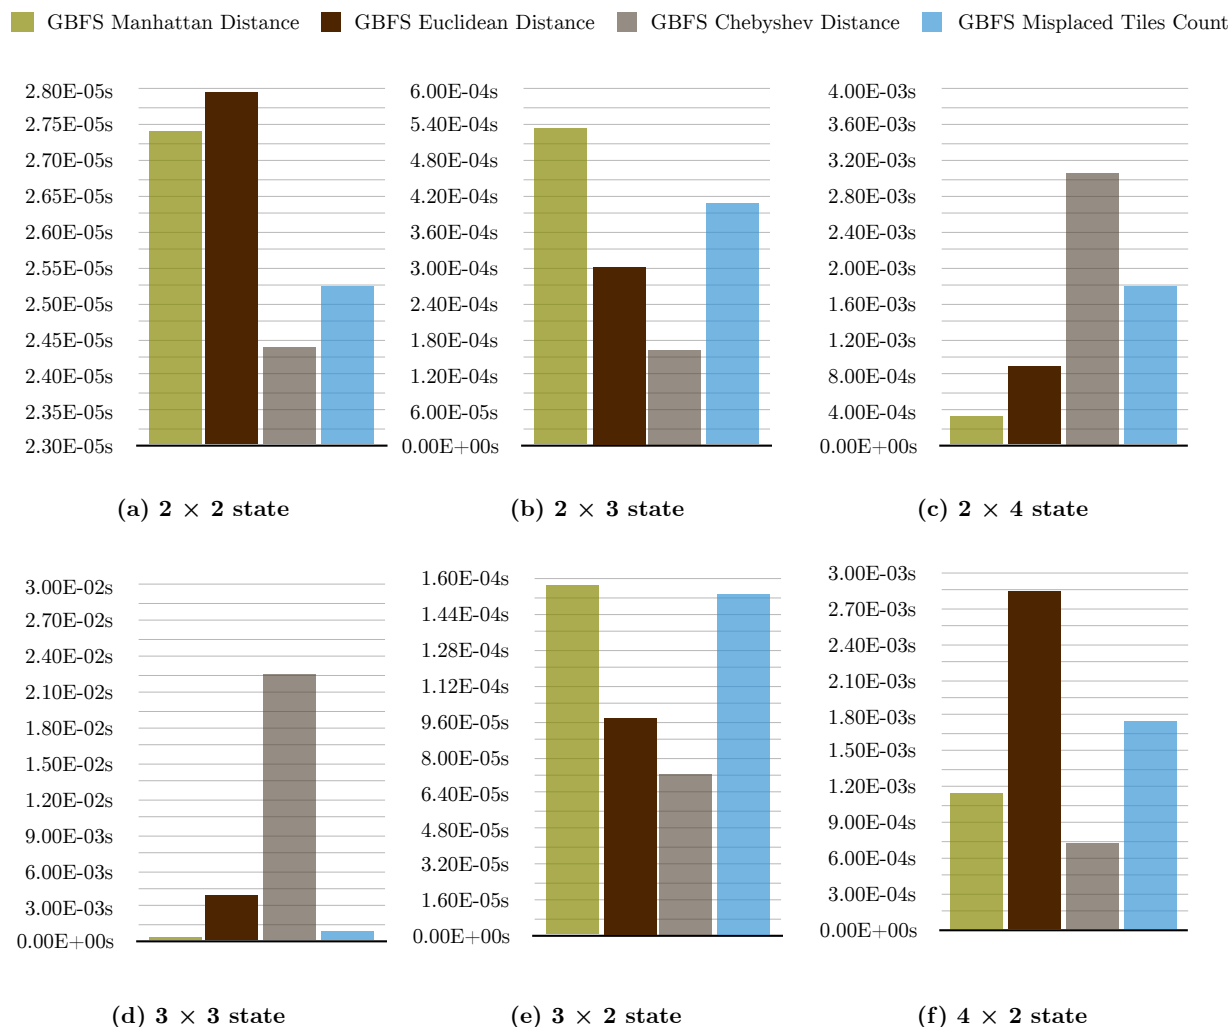 GBFS Manhattan Distance GBFS Euclidean Distance GBFS Chebyshev Distance GBFS Misplaced Tiles Count
2.80E-05s
2.75E-05s
2.70E-05s
2.65E-05s
2.60E-05s
2.55E-05s
2.50E-05s
2.45E-05s
2.40E-05s
2.35E-05s
2.30E-05s
(a) 2 × 2 state
6.00E-04s
5.40E-04s
4.80E-04s
4.20E-04s
3.60E-04s
3.00E-04s
2.40E-04s
1.80E-04s
1.20E-04s
6.00E-05s
0.00E+00s
(b) 2 × 3 state
4.00E-03s
3.60E-03s
3.20E-03s
2.80E-03s
2.40E-03s
2.00E-03s
1.60E-03s
1.20E-03s
8.00E-04s
4.00E-04s
0.00E+00s
(c) 2 × 4 state
3.00E-02s
2.70E-02s
2.40E-02s
2.10E-02s
1.80E-02s
1.50E-02s
1.20E-02s
9.00E-03s
6.00E-03s
3.00E-03s
0.00E+00s
(d) 3 × 3 state
1.60E-04s
1.44E-04s
1.28E-04s
1.12E-04s
9.60E-05s
8.00E-05s
6.40E-05s
4.80E-05s
3.20E-05s
1.60E-05s
0.00E+00s
(e) 3 × 2 state
3.00E-03s
2.70E-03s
2.40E-03s
2.10E-03s
1.80E-03s
1.50E-03s
1.20E-03s
9.00E-04s
6.00E-04s
3.00E-04s
0.00E+00s
(f) 4 × 2 state